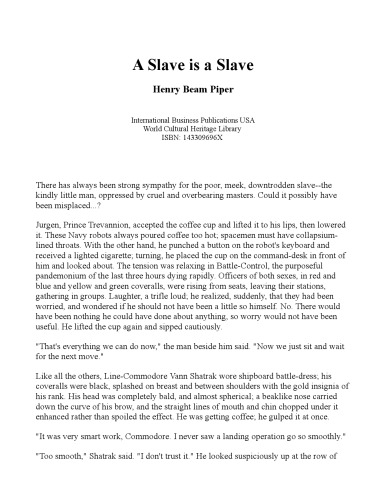 A Slave is a Slave
Henry Beam Piper
International Business Publications USA
World Cultural Heritage Library
ISBN: 143309696X
There has always been strong sympathy for the poor, meek, downtrodden slave--the
kindly little man, oppressed by cruel and overbearing masters. Could it possibly have
been misplaced...?
Jurgen, Prince Trevannion, accepted the coffee cup and lifted it to his lips, then lowered
it. These Navy robots always poured coffee too hot; spacemen must have collapsium-
lined throats. With the other hand, he punched a button on the robot's keyboard and
received a lighted cigarette; turning, he placed the cup on the command-desk in front of
him and looked about. The tension was relaxing in Battle-Control, the purposeful
pandemonium of the last three hours dying rapidly. Officers of both sexes, in red and
blue and yellow and green coveralls, were rising from seats, leaving their stations,
gathering in groups. Laughter, a trifle loud; he realized, suddenly, that they had been
worried, and wondered if he should not have been a little so himself. No. There would
have been nothing he could have done about anything, so worry would not have been
useful. He lifted the cup again and sipped cautiously.
"That's everything we can do now," the man beside him said. "Now we just sit and wait
for the next move."
Like all the others, Line-Commodore Vann Shatrak wore shipboard battle-dress; his
coveralls were black, splashed on breast and between shoulders with the gold insignia of
his rank. His head was completely bald, and almost spherical; a beaklike nose carried
down the curve of his brow, and the straight lines of mouth and chin chopped under it
enhanced rather than spoiled the effect. He was getting coffee; he gulped it at once.
"It was very smart work, Commodore. I never saw a landing operation go so smoothly."
"Too smooth," Shatrak said. "I don't trust it." He looked suspiciously up at the row of